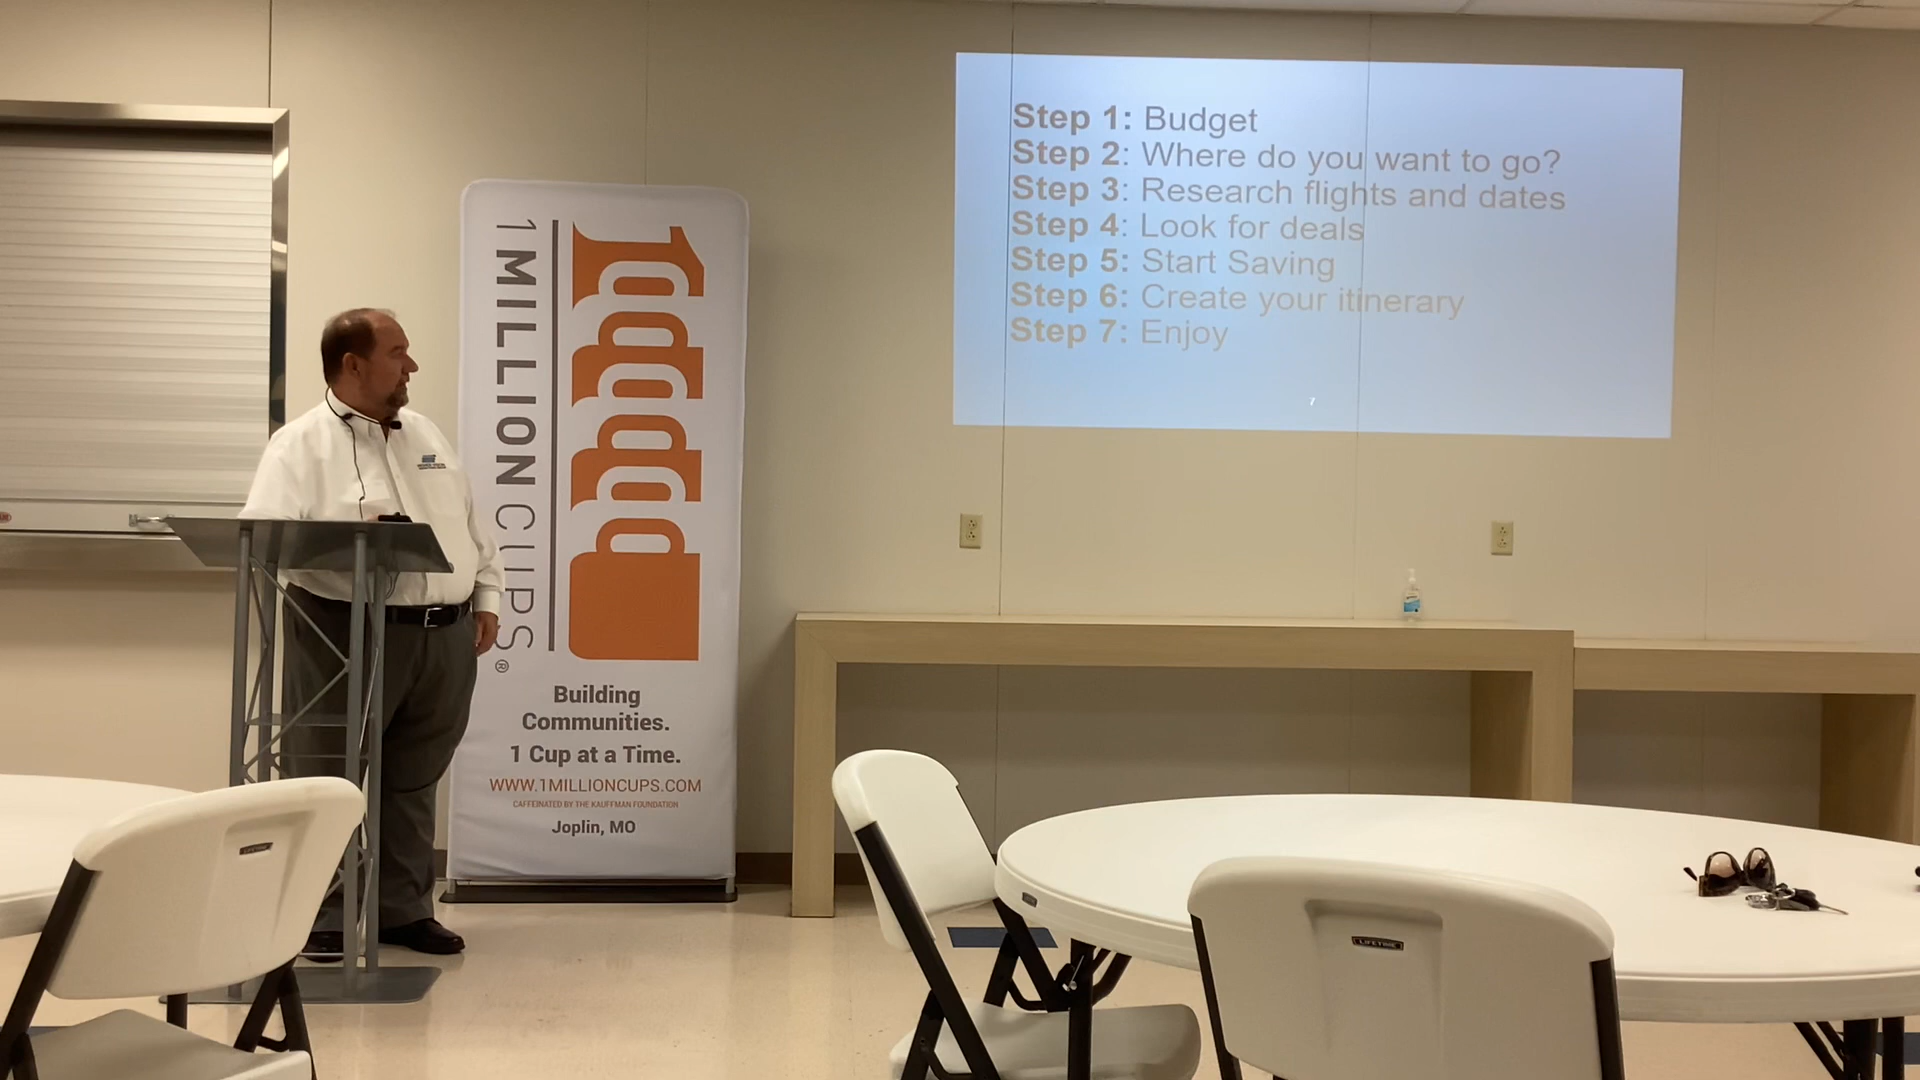 Step 1: Budget
Step 2: Where do you want to go?
Step 3: Research flights and dates
Step 4: Look for deals
Step 5: Start Saving
Step 6: Create your itinerary
Step 7: Enjoy
7
1 MILLION CUPS®
Building
Communities.
1 Cup at a Time.
WWW.1MILLIONCUPS.COM
CAFFEINATED BY THE KAUFFMAN FOUNDATION
Joplin, MO
LIFETIME
LIFETIME